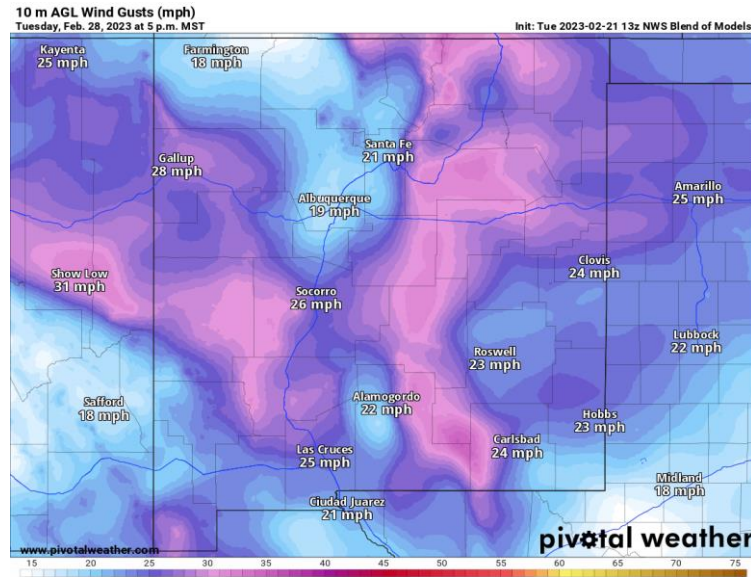 10 m AGL Wind Gusts (mph)
Tuesday, Feb. 28, 2023 at 5 p.m. MST
Init: Tue 2023-02-21 13z NWS Blend of Models
Kayenta
25 mph
Farmington
18 mph
Santa Fe
21 mph
Gallup
28 mph
Albuquerque
19 mph
Amarillo
25 mph
Show Low
31 mph
Socorro
26 mph
Clovis
24 mph
Roswell
23 mph
Lubbock
22 mph
Safford
18 mph
Alamogordo
22 mph
Hobbs
23 mph
Las Cruces
25 mph
Carlsbad
24 mph
Midland
18 mph
Ciudad Juarez
21 mph
www.pivotalweather.com
pivotal weather
15 20 25 30 35 40 45 50 55 60 65 70 75